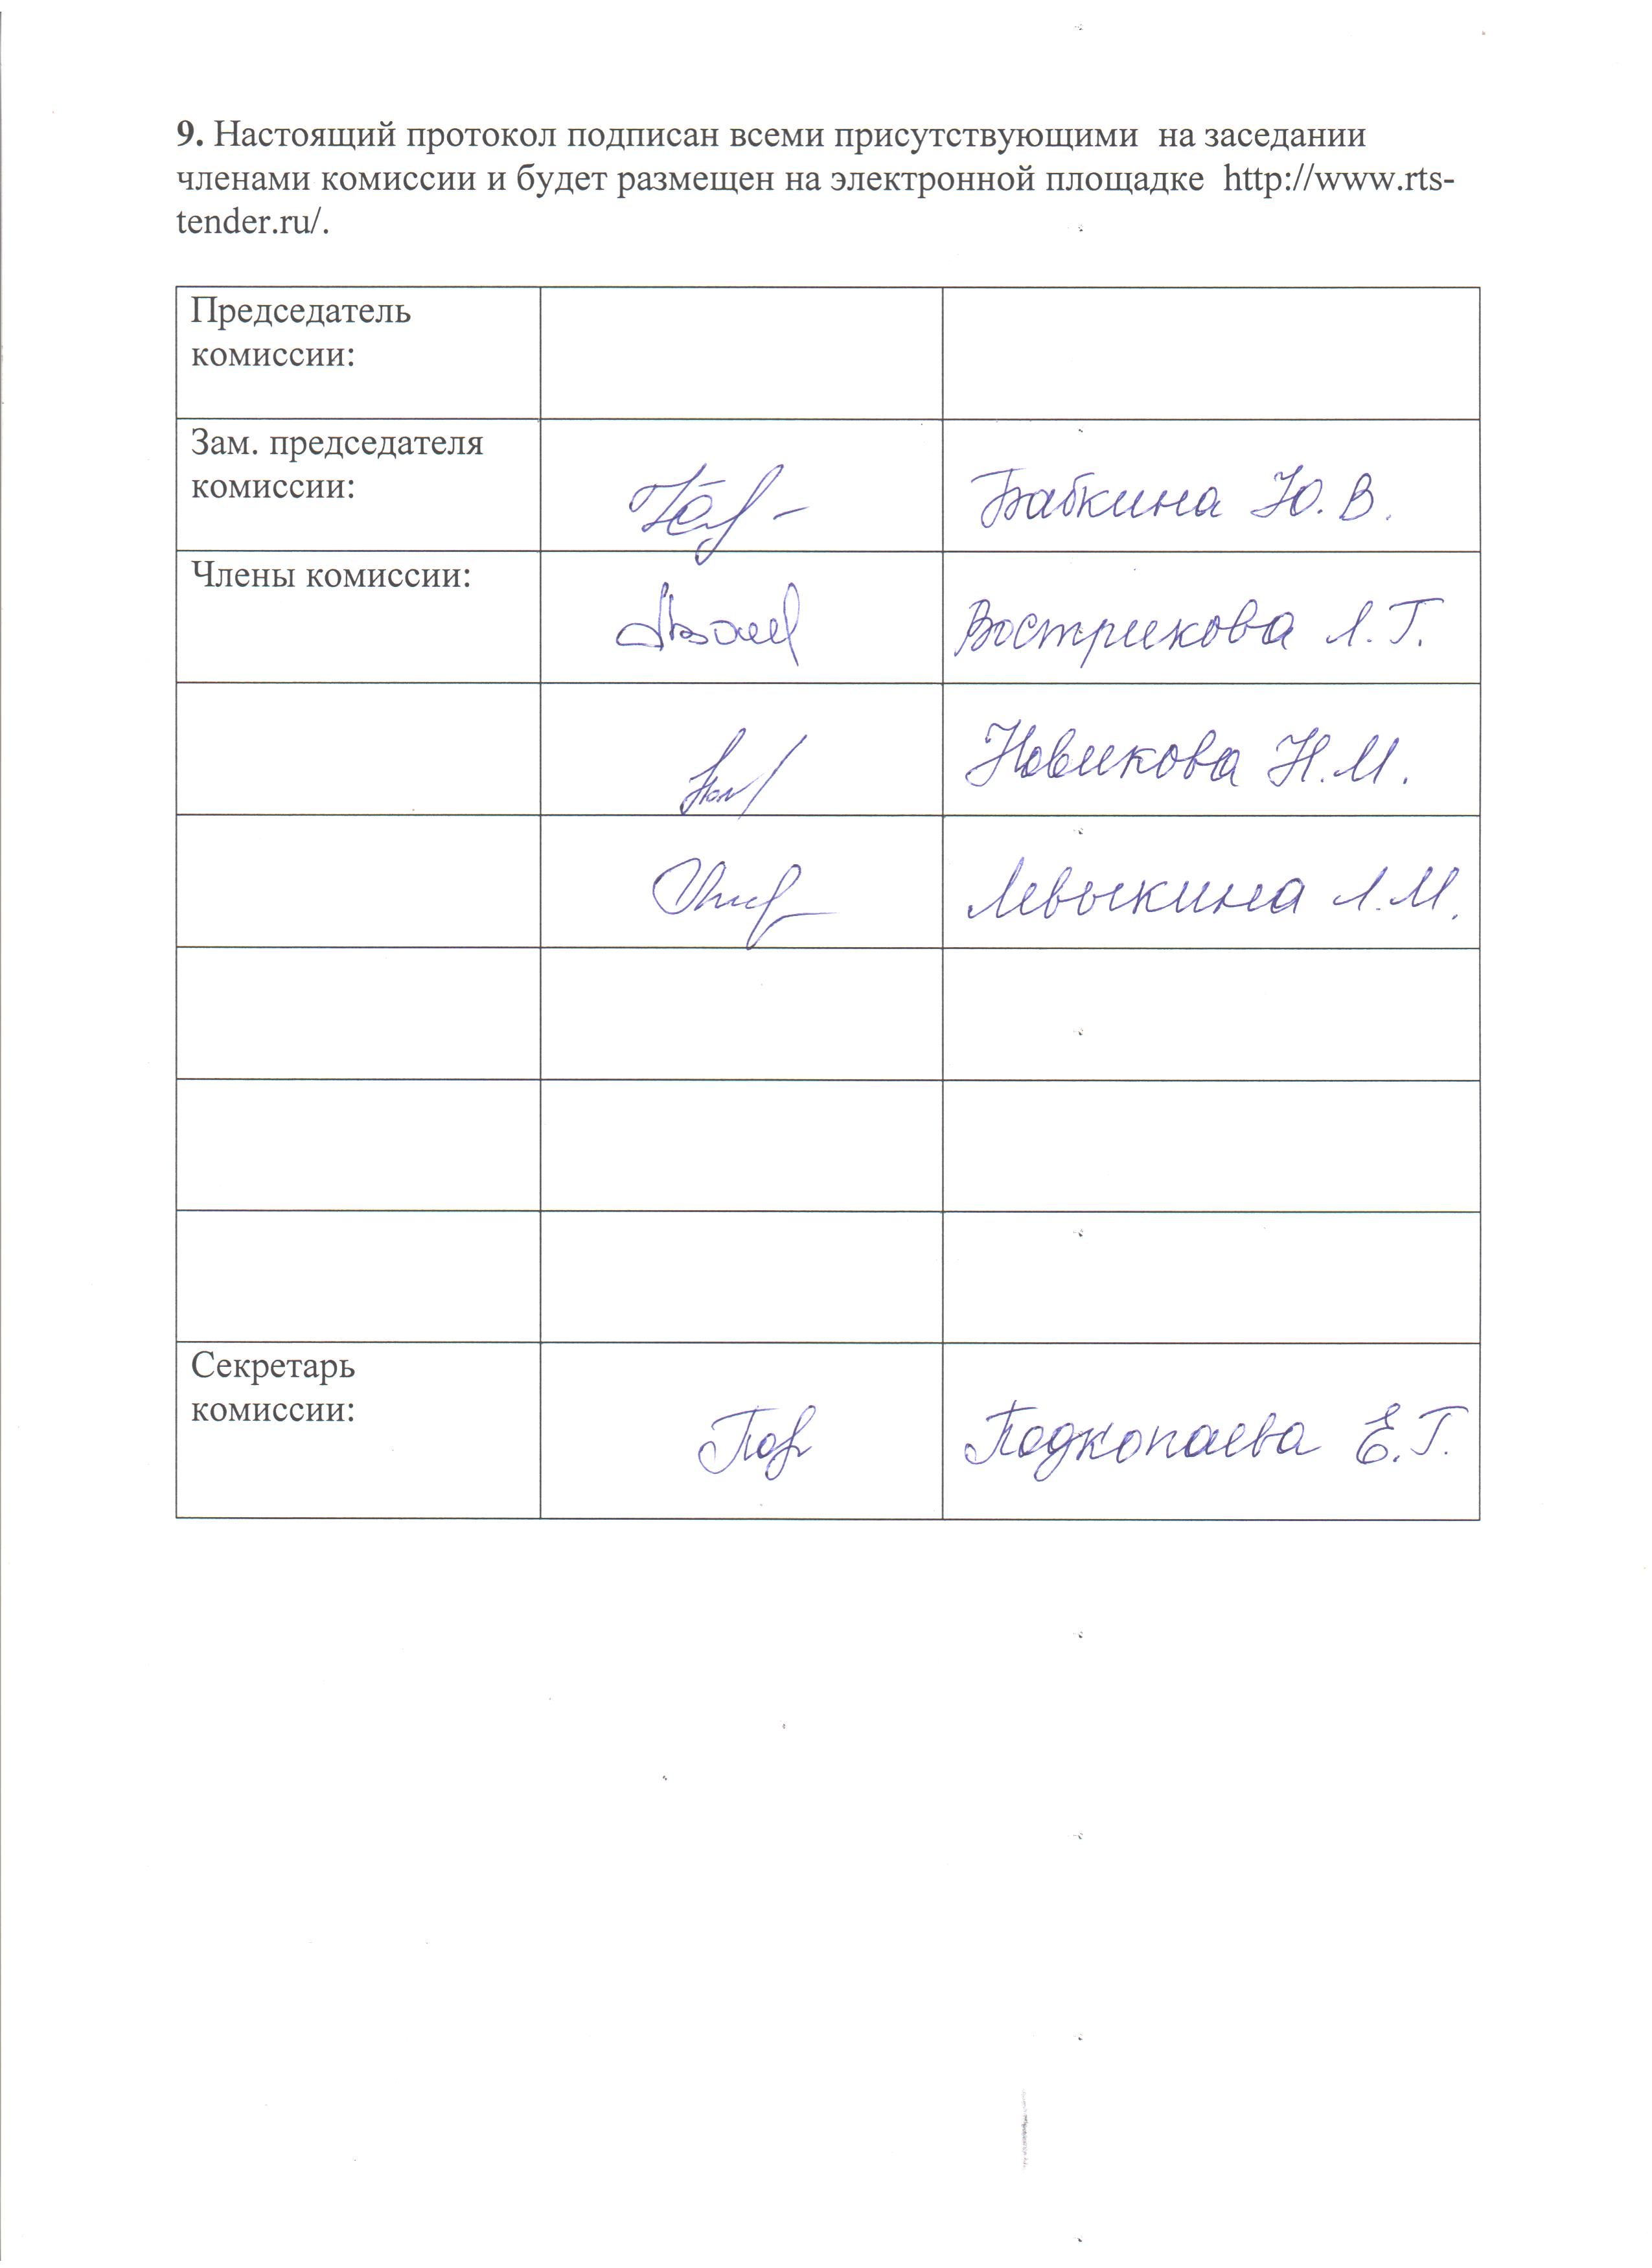 9. Настоящий протокол подписан всеми присутствующими на заседании
членами комиссии и будет размещен на электронной площадке http://www.rts-
tender.ru/.
Председатель
комиссии:
Зам. председателя
комиссии:
Бабкина Ю. В.
Члены комиссии:
Вострикова Л. Г.
Новикова Н. М.
Левыкина Л. М.
Секретарь
комиссии:
Подкопаева Е. Г.